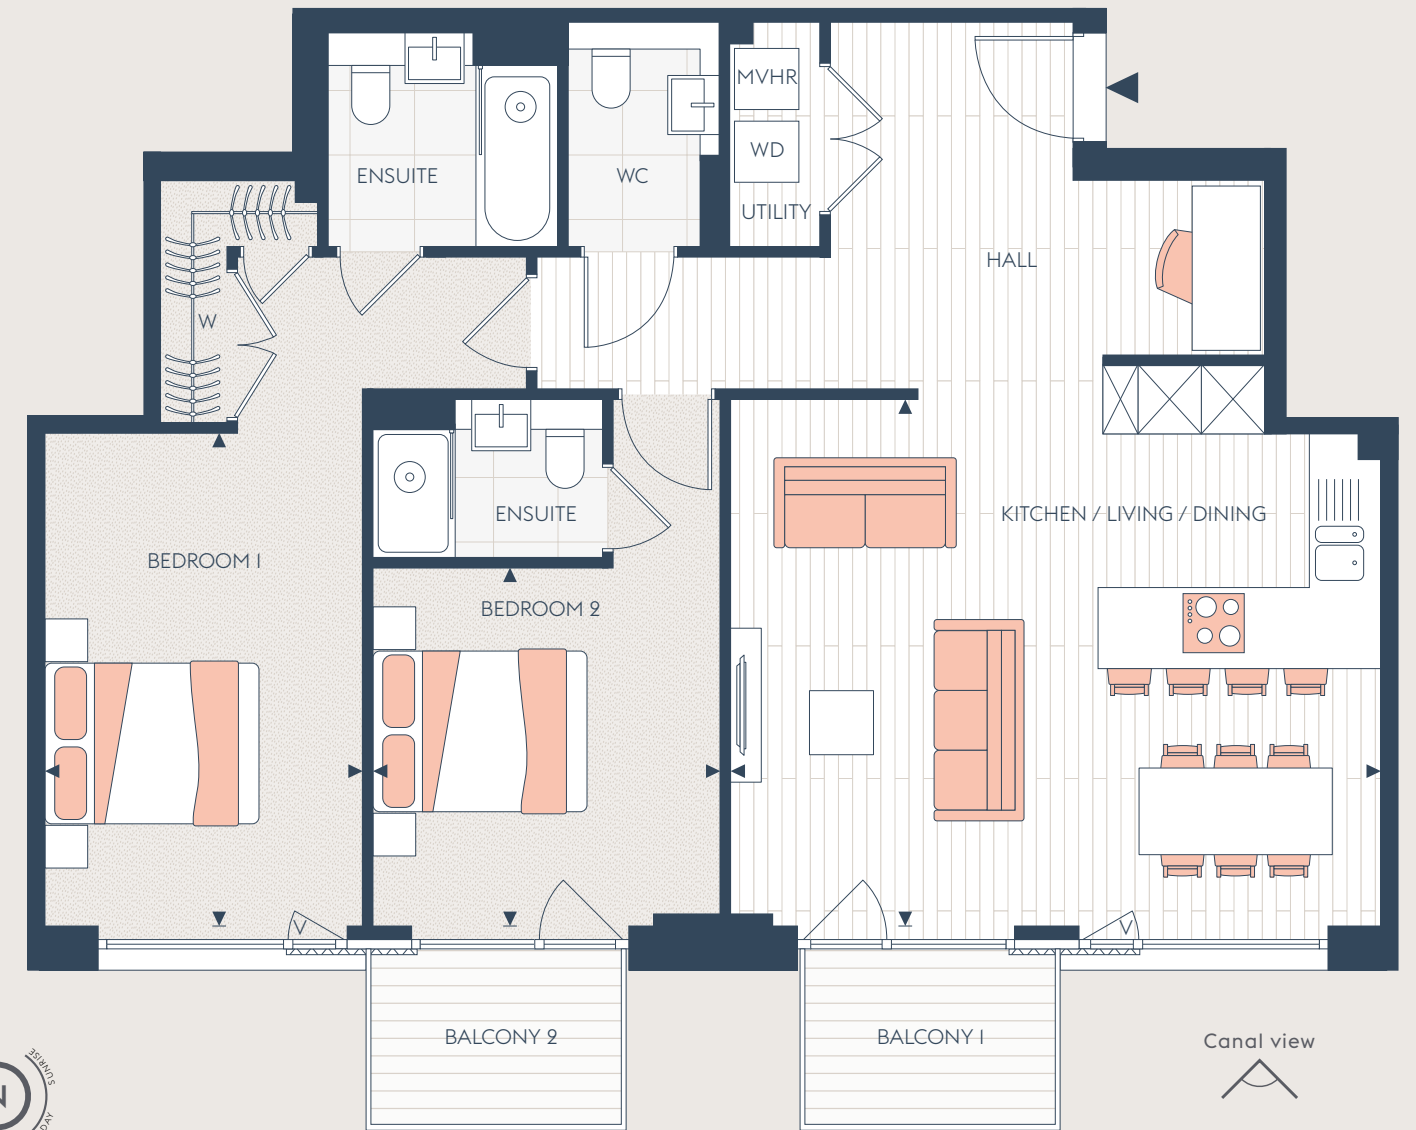 MVHR
WD
UTILITY
ENSUITE
WC
HALL
W
ENSUITE
KITCHEN / LIVING / DINING
BEDROOM 1
BEDROOM 2
V
V
BALCONY 2
BALCONY 1
Canal view
SUNRISE
N